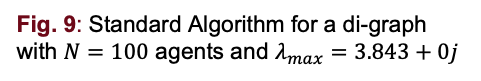 Fig. 9: Standard Algorithm for a di-graph
with N = 100 agents and λmax = 3.843 + 0j